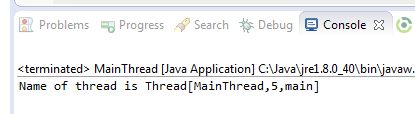 Problems Progress Search Debug Console
<terminated> MainThread [Java Application] C:\Java\jre1.8.0_40\bin\javaw.
Name of thread is Thread[MainThread,5,main]